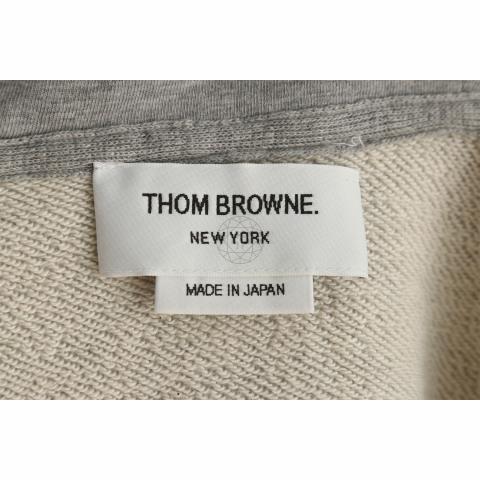 THOM BROWNE.
NEW YORK
MADE IN JAPAN